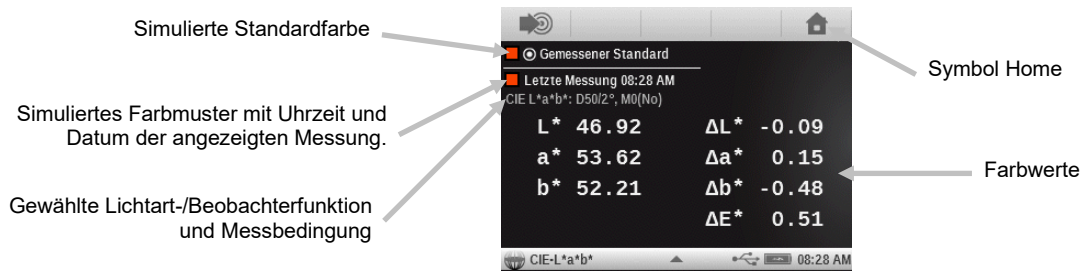 Simulierte Standardfarbe
Simuliertes Farbmuster mit Uhrzeit und
Datum der angezeigten Messung.
Gewählte Lichtart-/Beobachterfunktion
und Messbedingung
Gemessener Standard
Letzte Messung 08:28 AM
CIE L*a*b*: D50/2°, M0(No)
L* 46.92 ΔL* -0.09
a* 53.62 Δa* 0.15
b* 52.21 Δb* -0.48
ΔE* 0.51
CIE-L*a*b* 08:28 AM
Symbol Home
Farbwerte